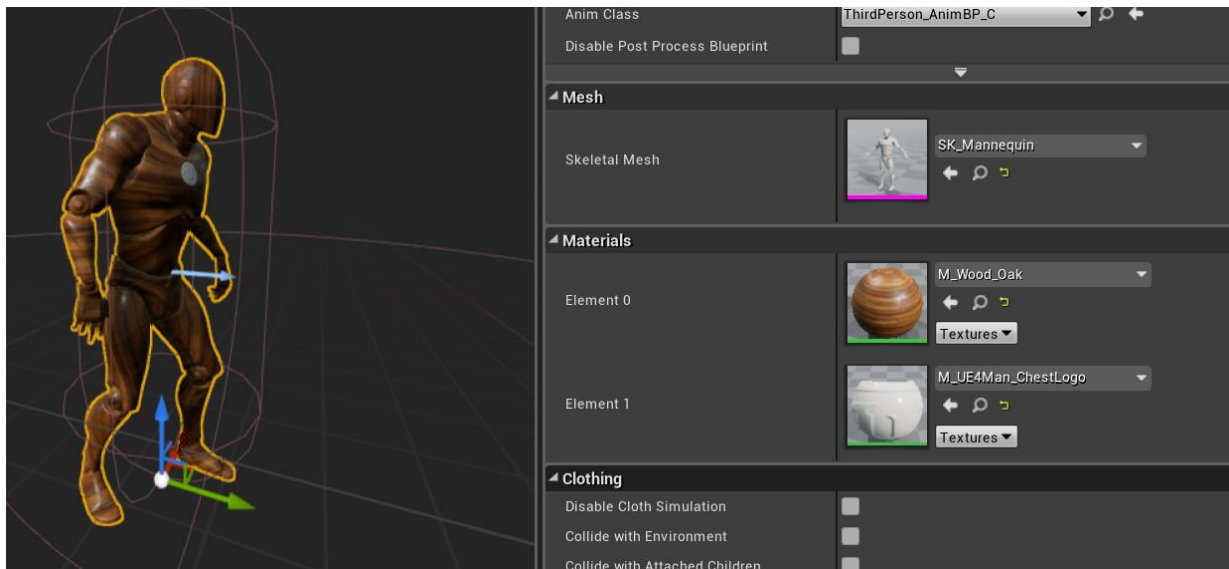 Anim Class
ThirdPerson_AnimBP_C
Disable Post Process Blueprint
Mesh
Skeletal Mesh
SK_Mannequin
Materials
Element 0
M_Wood_Oak
Textures
Element 1
M_UE4Man_ChestLogo
Textures
Clothing
Disable Cloth Simulation
Collide with Environment
Collide with Attached Children